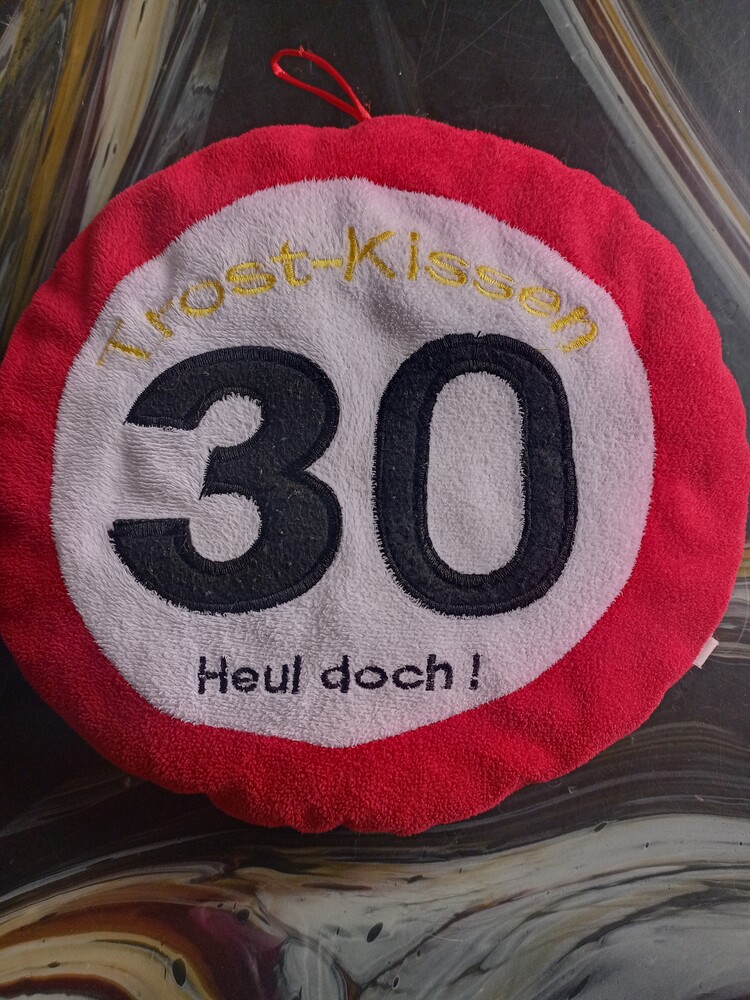 Trost-Kissen
30
Heul doch!